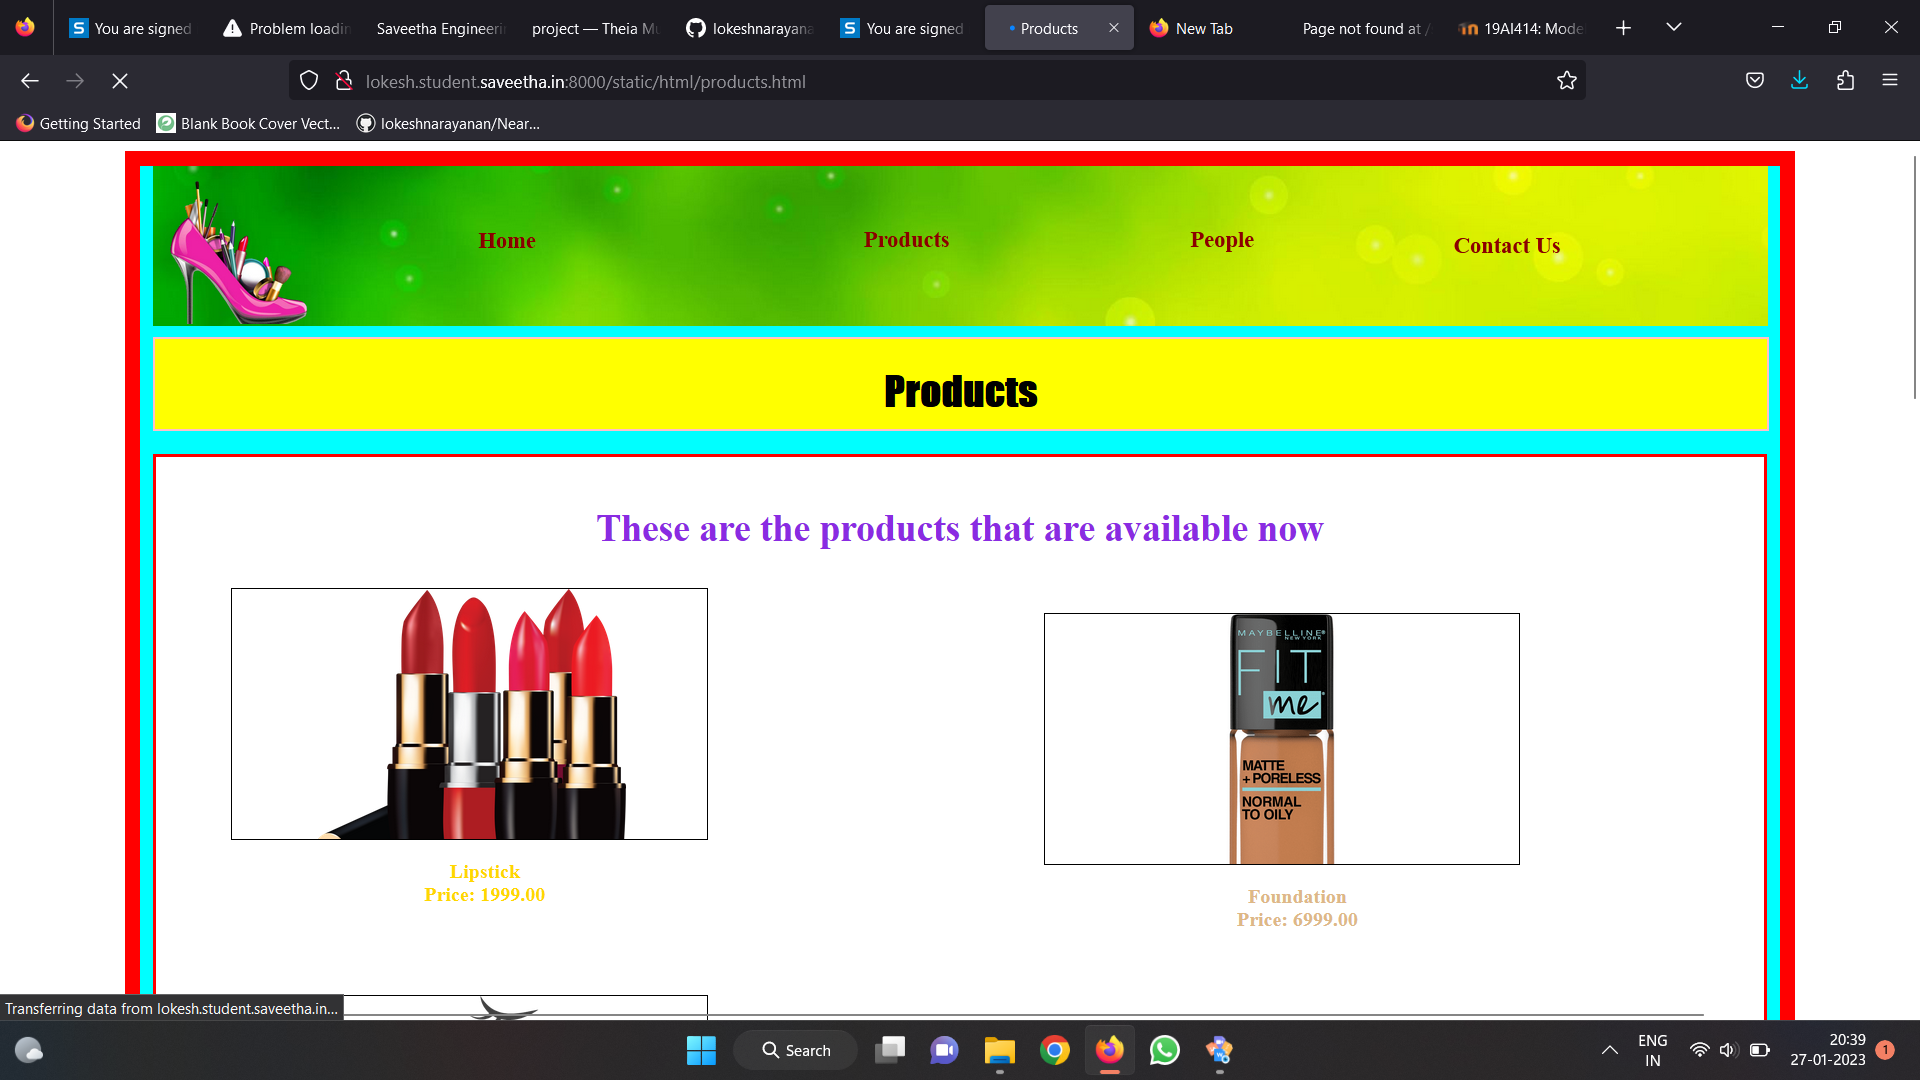 You are signed
Problem loadin
Saveetha Engineerin
project — Theia Mu
lokeshnarayana
You are signed
Products
New Tab
Page not found at /
19AI414: Mode
lokesh.student.saveetha.in:8000/static/html/products.html
Getting Started
Blank Book Cover Vect...
lokeshnarayanan/Near...
Home
Products
People
Contact Us
Products
These are the products that are available now
MAYBELLINE®
NEW YORK
FIT
me
MATTE
+ PORELESS
NORMAL
TO OILY
Lipstick
Price: 1999.00
Foundation
Price: 6999.00
Transferring data from lokesh.student.saveetha.in...
Search
ENG
IN
20:39
27-01-2023
1